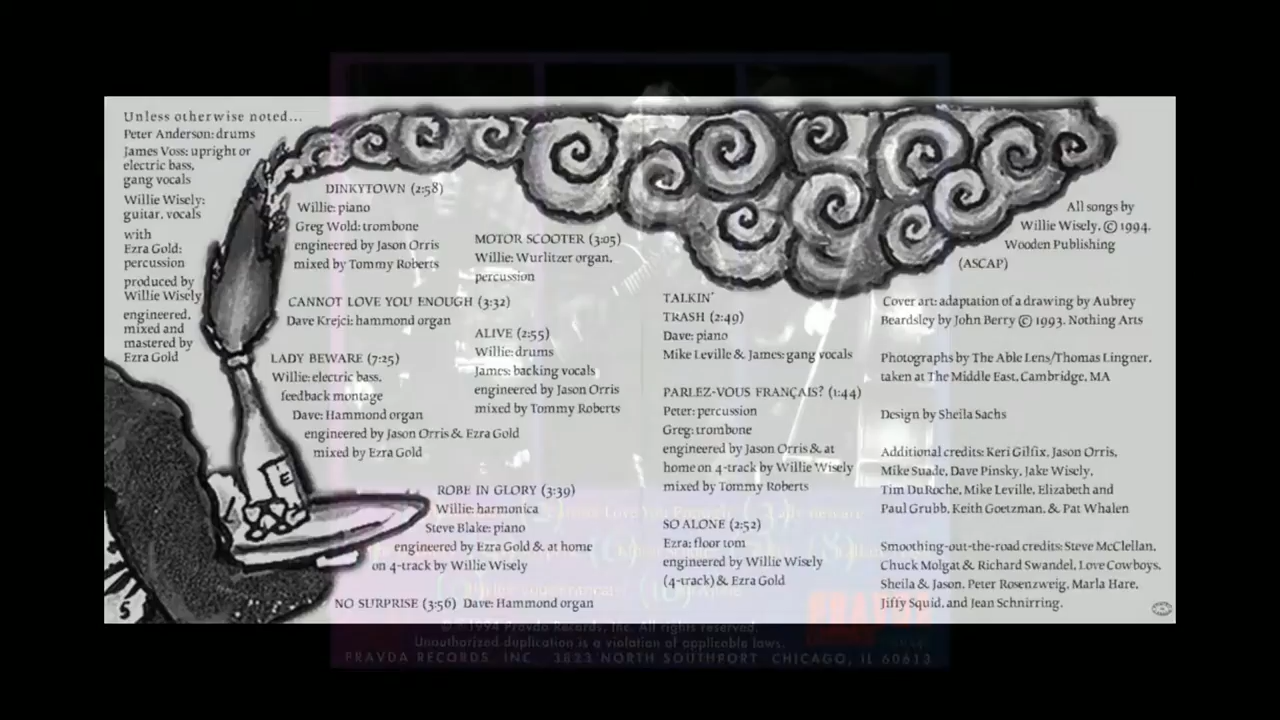 Unless otherwise noted...
Peter Anderson: drums
James Voss: upright or
electric bass,
gang vocals
Willie Wisely:
guitar, vocals
with
Ezra Gold:
percussion
produced by
Willie Wisely
engineered,
mixed and
mastered by
Ezra Gold
DINKYTOWN (2:58)
Willie: piano
Greg Wold: trombone
engineered by Jason Orris
mixed by Tommy Roberts
CANNOT LOVE YOU ENOUGH (3:32)
Dave Krejci: hammond organ
LADY BEWARE (7:25)
Willie: electric bass,
feedback montage
Dave: Hammond organ
engineered by Jason Orris & Ezra Gold
mixed by Ezra Gold
ROBE IN GLORY (3:39)
Willie: harmonica
Steve Blake: piano
engineered by Ezra Gold & at home
on 4-track by Willie Wisely
NO SURPRISE (3:56) Dave: Hammond organ
MOTOR SCOOTER (3:05)
Willie: Wurlitzer organ,
percussion
ALIVE (2:55)
Willie: drums
James: backing vocals
engineered by Jason Orris
mixed by Tommy Roberts
TALKIN'
TRASH (2:49)
Dave: piano
Mike Leville & James: gang vocals
PARLEZ-VOUS FRANÇAIS? (1:44)
Peter: percussion
Greg: trombone
engineered by Jason Orris & at
home on 4-track by Willie Wisely
mixed by Tommy Roberts
SO ALONE (2:52)
Ezra: floor tom
engineered by Willie Wisely
(4-track) & Ezra Gold
All songs by
Willie Wisely, © 1994,
Wooden Publishing
(ASCAP)
Cover art: adaptation of a drawing by Aubrey
Beardsley by John Berry © 1993, Nothing Arts
Photographs by The Able Lens/Thomas Lingner,
taken at The Middle East, Cambridge, MA
Design by Sheila Sachs
Additional credits: Keri Gilfix, Jason Orris,
Mike Suade, Dave Pinsky, Jake Wisely,
Tim DuRoche, Mike Leville, Elizabeth and
Paul Grubb, Keith Goetzman, & Pat Whalen
Smoothing-out-the-road credits: Steve McClellan,
Chuck Molgat & Richard Swandel, Love Cowboys,
Sheila & Jason, Peter Rosenzweig, Marla Hare,
Jiffy Squid, and Jean Schnirring.
E
5
© ℗ 1994 Pravda Records, Inc. All rights reserved.
Unauthorized duplication is a violation of applicable laws.
PRAVDA RECORDS, INC. 3823 NORTH SOUTHPORT CHICAGO, IL 60613